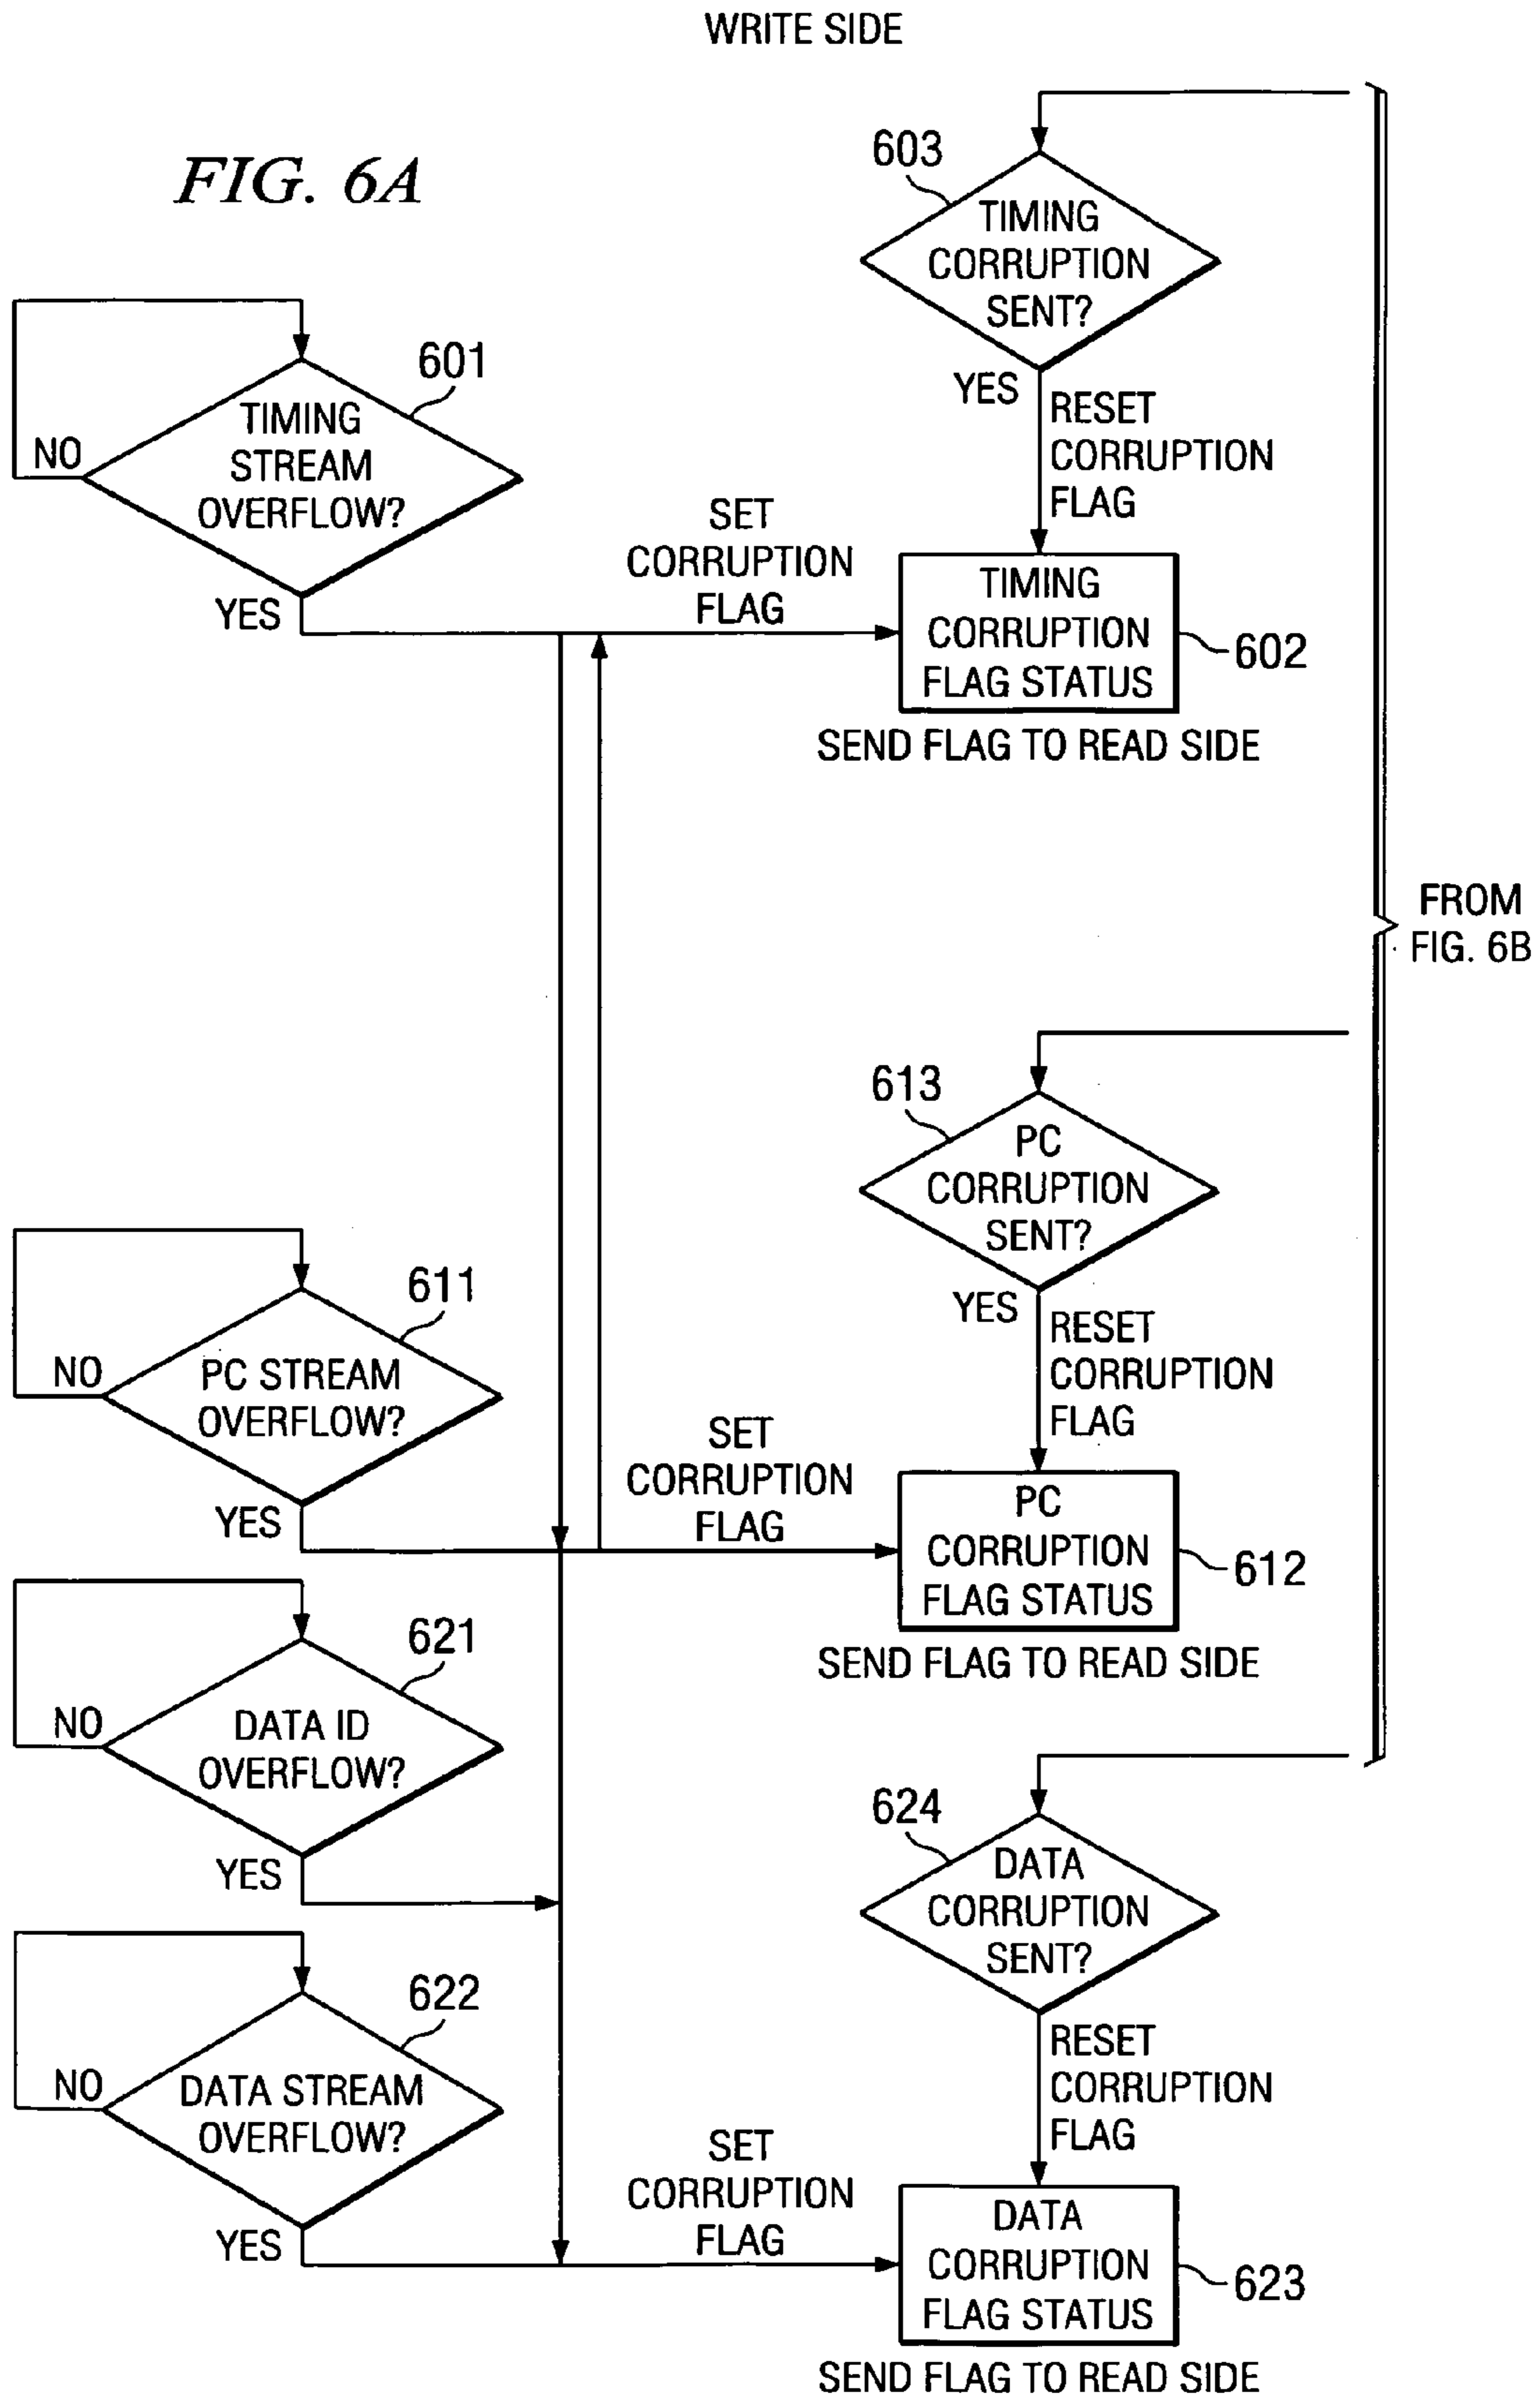 WRITE SIDE
FIG. 6A
603
TIMING
CORRUPTION
SENT?
YES
RESET
CORRUPTION
FLAG
601
TIMING
STREAM
OVERFLOW?
NO
YES
SET
CORRUPTION
FLAG
TIMING
CORRUPTION
FLAG STATUS
602
SEND FLAG TO READ SIDE
FROM
FIG. 6B
613
PC
CORRUPTION
SENT?
YES
RESET
CORRUPTION
FLAG
611
PC STREAM
OVERFLOW?
NO
YES
SET
CORRUPTION
FLAG
PC
CORRUPTION
FLAG STATUS
612
SEND FLAG TO READ SIDE
621
DATA ID
OVERFLOW?
NO
YES
624
DATA
CORRUPTION
SENT?
RESET
CORRUPTION
FLAG
622
DATA STREAM
OVERFLOW?
NO
YES
SET
CORRUPTION
FLAG
DATA
CORRUPTION
FLAG STATUS
623
SEND FLAG TO READ SIDE